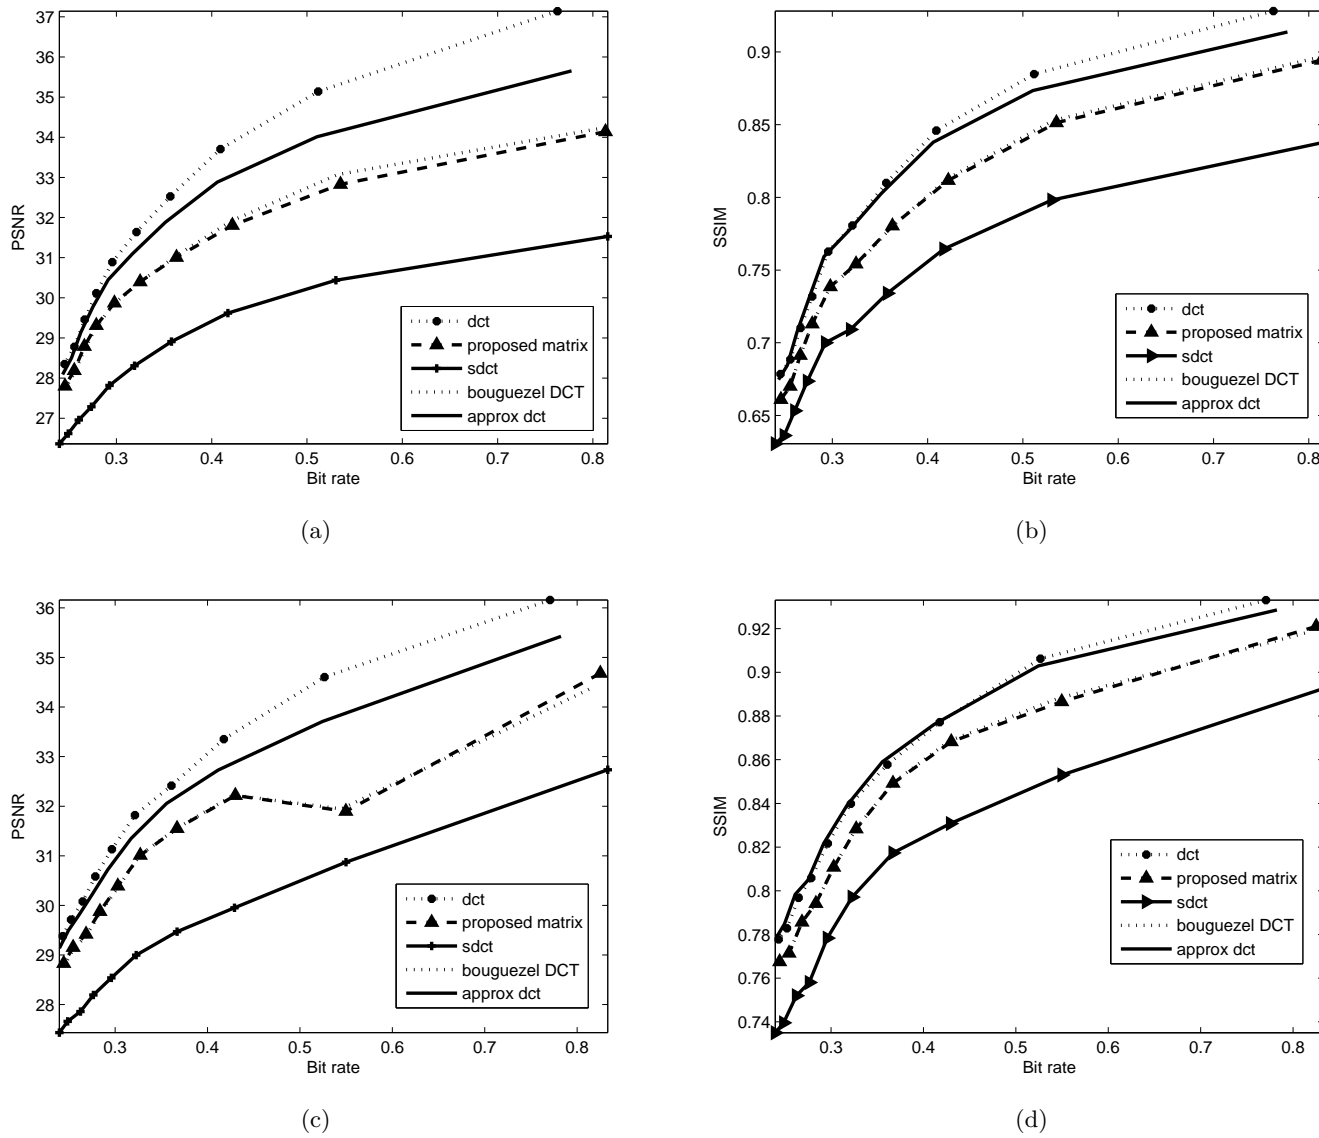 37
36
35
34
33
32
31
30
29
28
27
PSNR
0.3 0.4 0.5 0.6 0.7 0.8
Bit rate
dct
proposed matrix
sdct
bouguezel DCT
approx dct
(a)
0.9
0.85
0.8
0.75
0.7
0.65
SSIM
0.3 0.4 0.5 0.6 0.7 0.8
Bit rate
dct
proposed matrix
sdct
bouguezel DCT
approx dct
(b)
36
35
34
33
32
31
30
29
28
PSNR
0.3 0.4 0.5 0.6 0.7 0.8
Bit rate
dct
proposed matrix
sdct
bouguezel DCT
approx dct
(c)
0.92
0.9
0.88
0.86
0.84
0.82
0.8
0.78
0.76
0.74
SSIM
0.3 0.4 0.5 0.6 0.7 0.8
Bit rate
dct
proposed matrix
sdct
bouguezel DCT
approx dct
(d)